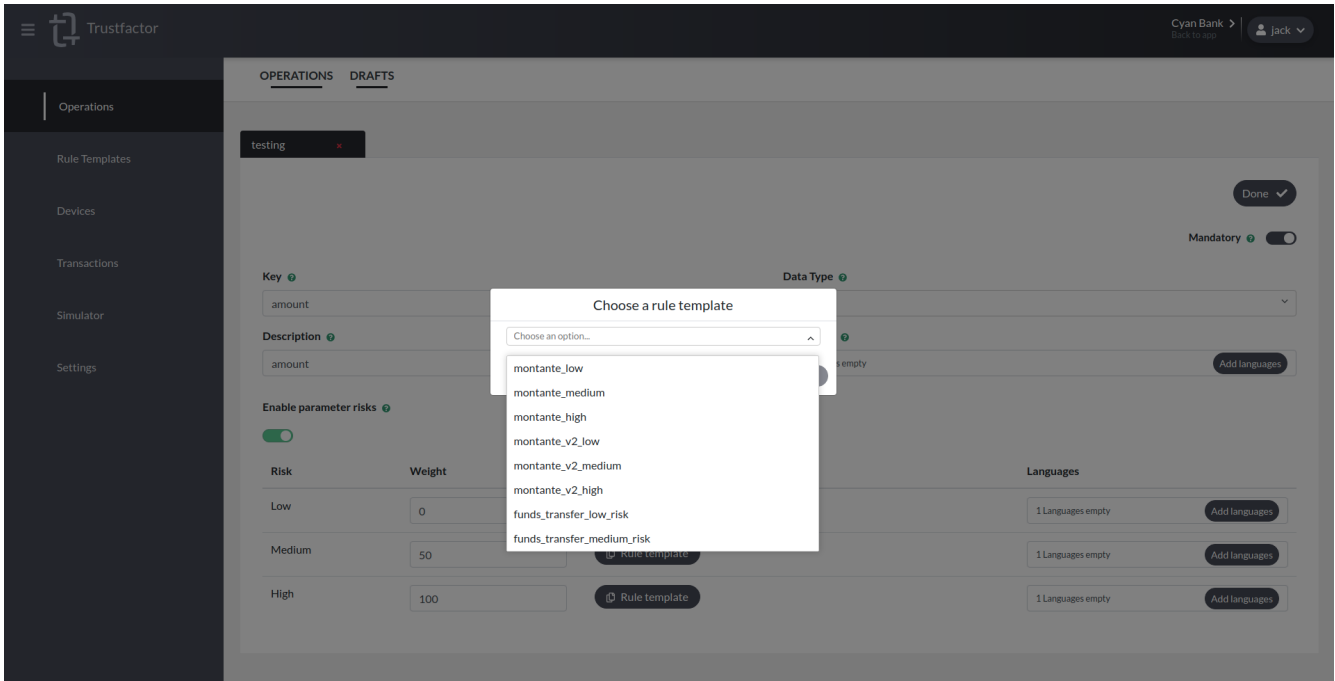 Trustfactor
Cyan Bank
Back to app
jack
OPERATIONS DRAFTS
Operations
Rule Templates
Devices
Transactions
Simulator
Settings
testing ×
Done
Mandatory
Key
Data Type
amount
Description
amount
s empty
Add languages
Choose a rule template
Choose an option...
montante_low
montante_medium
montante_high
montante_v2_low
montante_v2_medium
montante_v2_high
funds_transfer_low_risk
funds_transfer_medium_risk
Enable parameter risks
Risk Weight Languages
Low 0 1 Languages empty Add languages
Medium 50 Rule template 1 Languages empty Add languages
High 100 Rule template 1 Languages empty Add languages